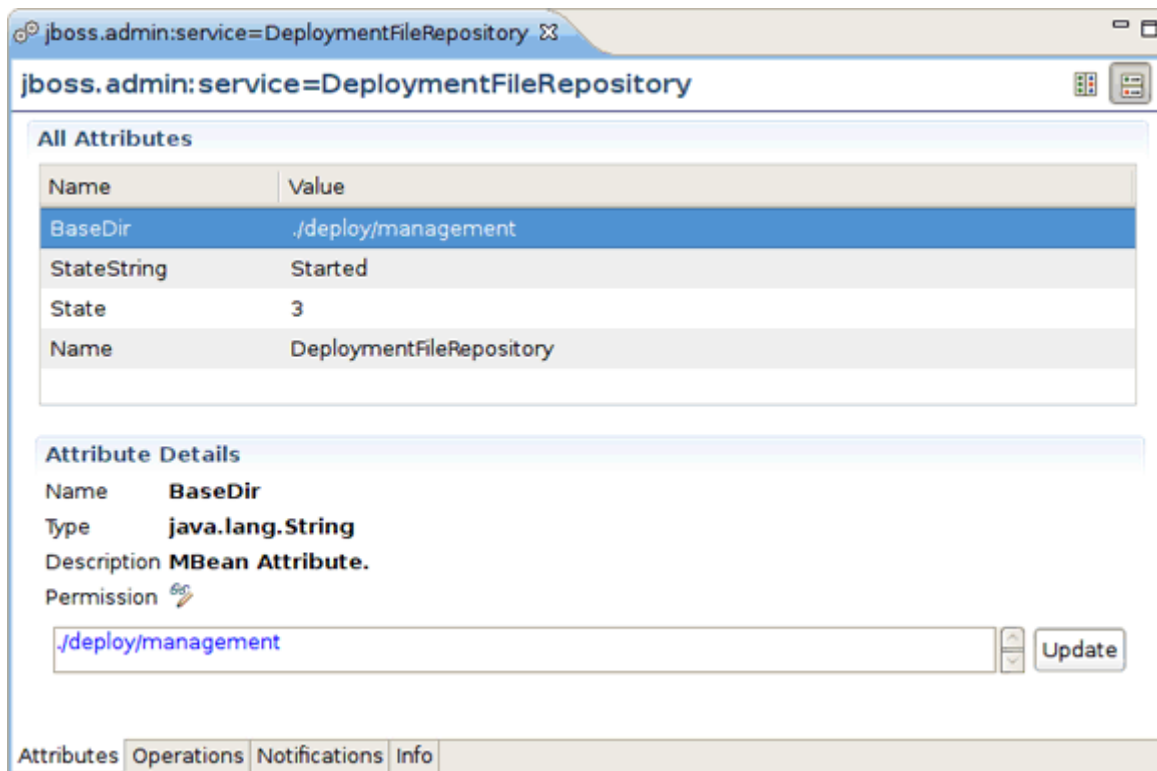 jboss.admin:service=DeploymentFileRepository
jboss.admin:service=DeploymentFileRepository
All Attributes
Name Value
BaseDir ./deploy/management
StateString Started
State 3
Name DeploymentFileRepository
Attribute Details
Name BaseDir
Type java.lang.String
Description MBean Attribute.
Permission
./deploy/management Update
Attributes Operations Notifications Info